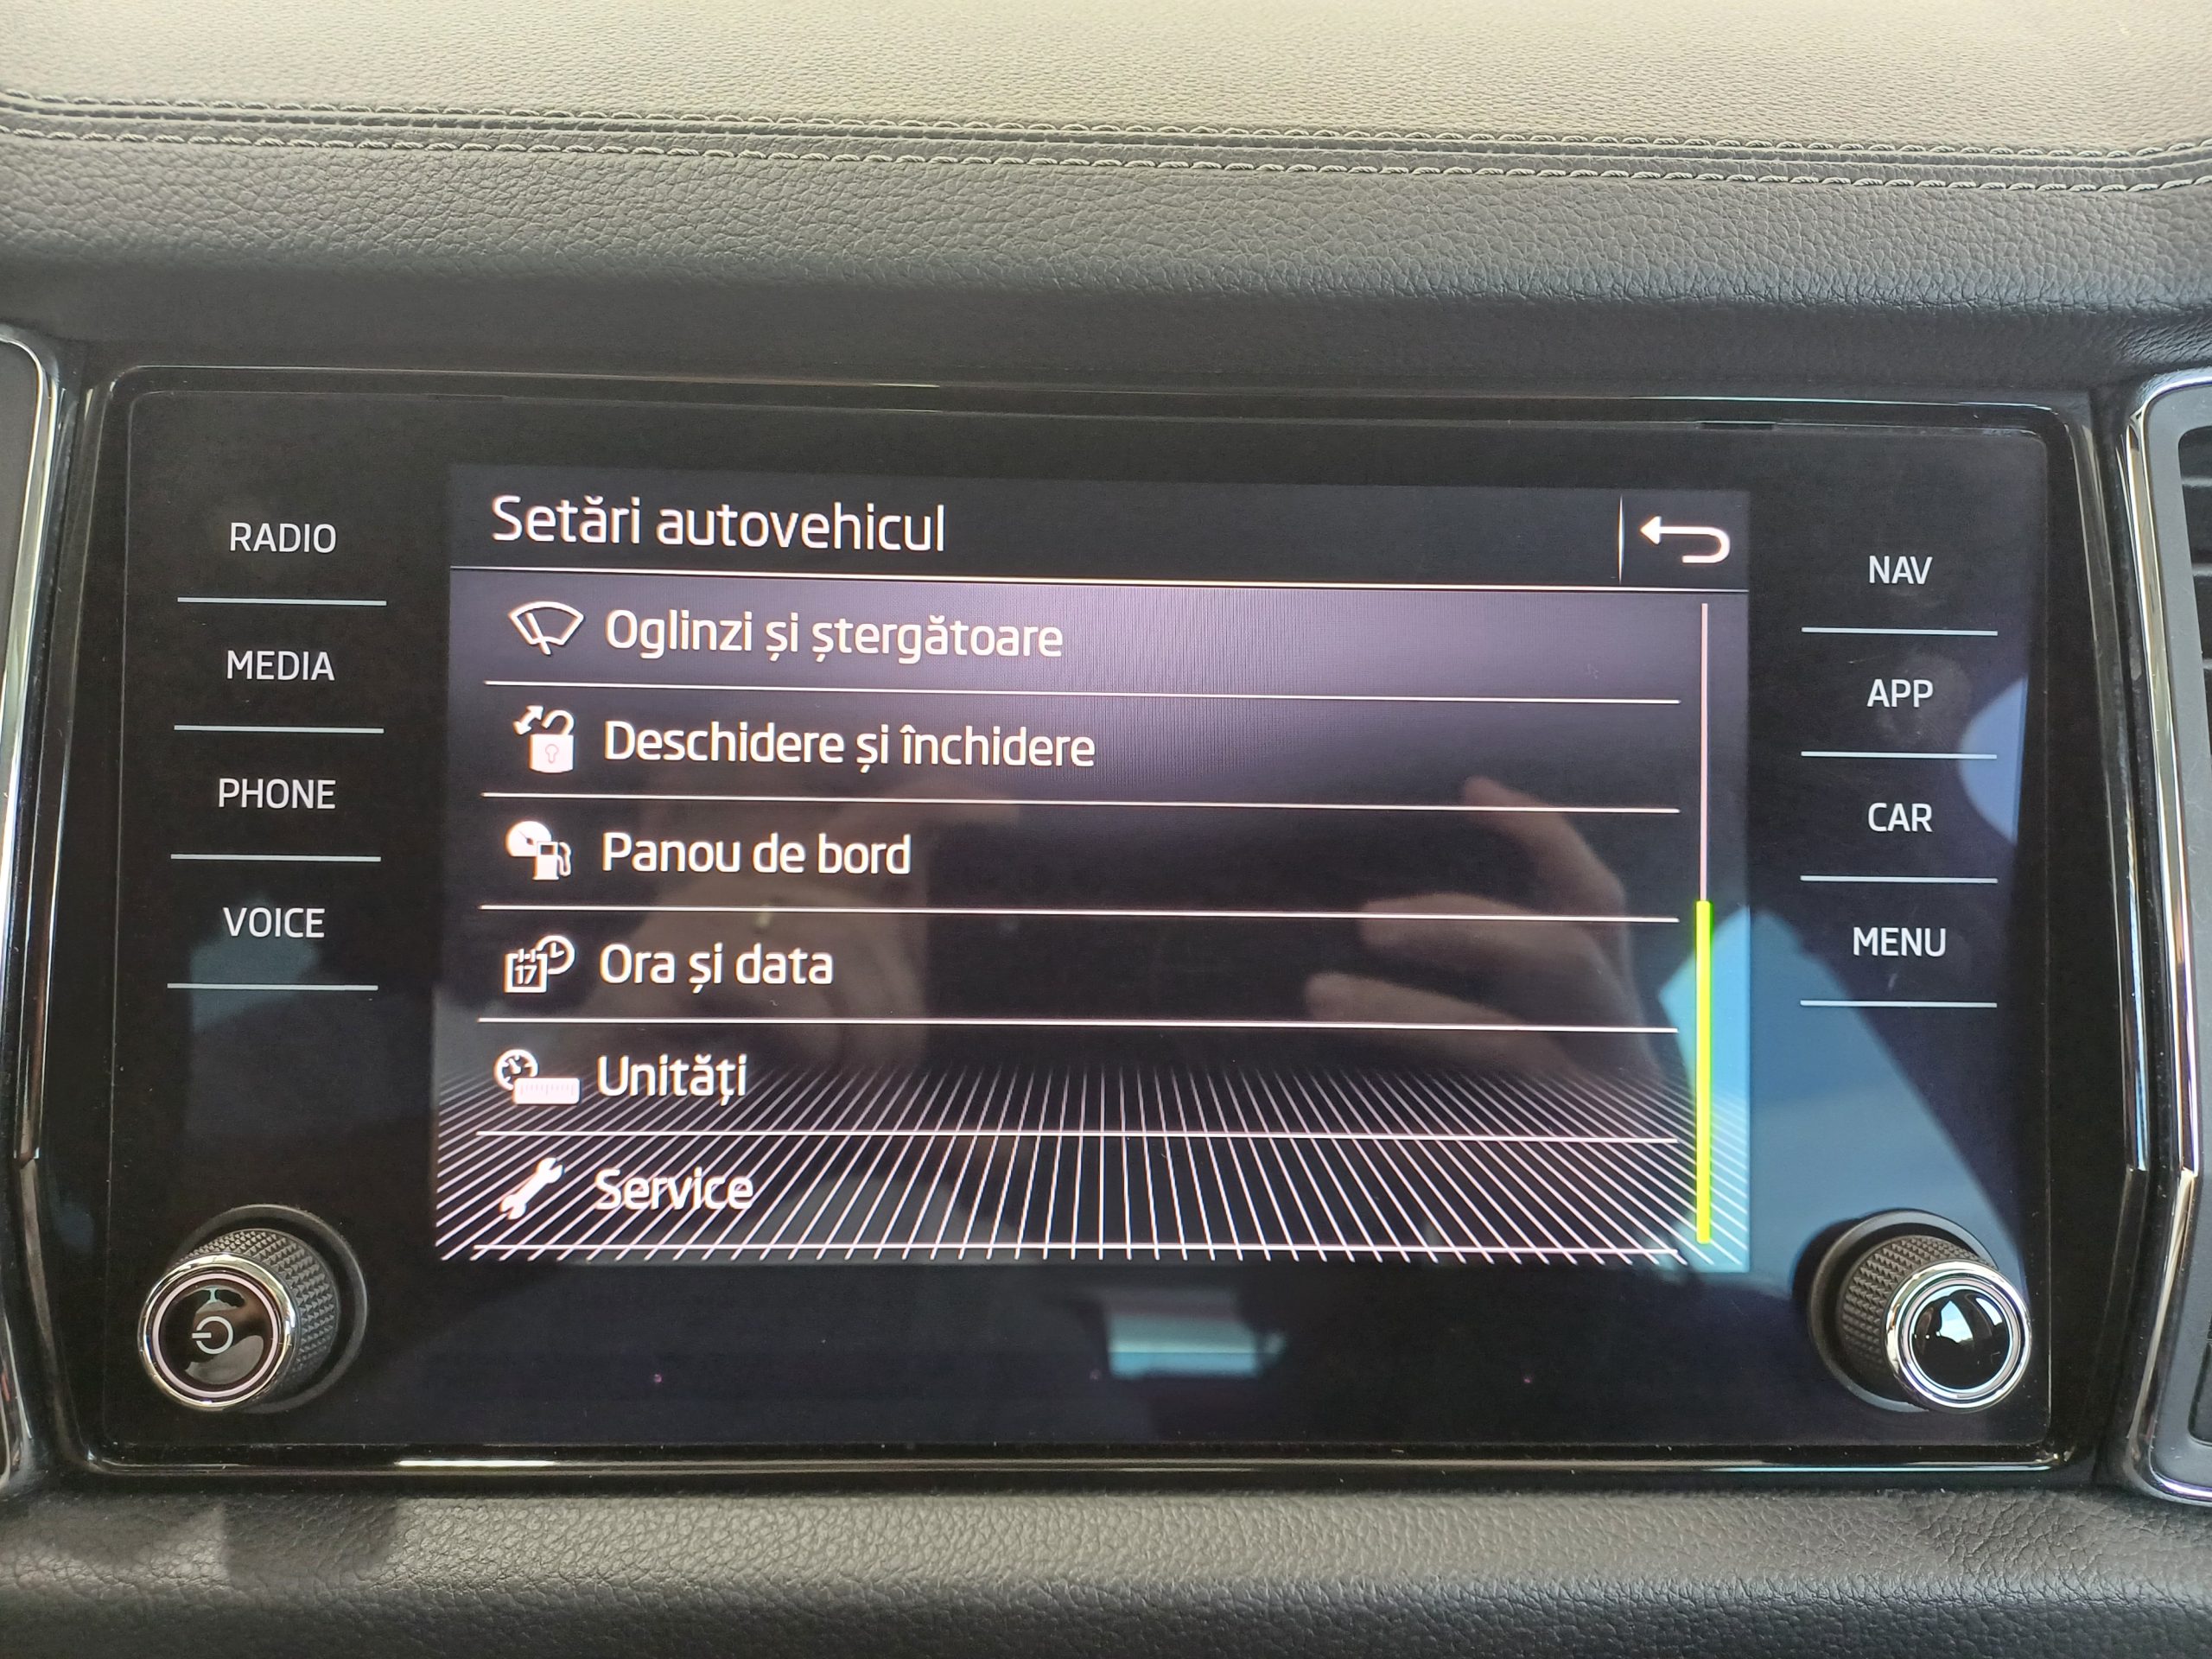 RADIO
MEDIA
PHONE
VOICE
Setări autovehicul
Oglinzi și ștergătoare
Deschidere și închidere
Panou de bord
17
Ora și data
Unități
Service
NAV
APP
CAR
MENU